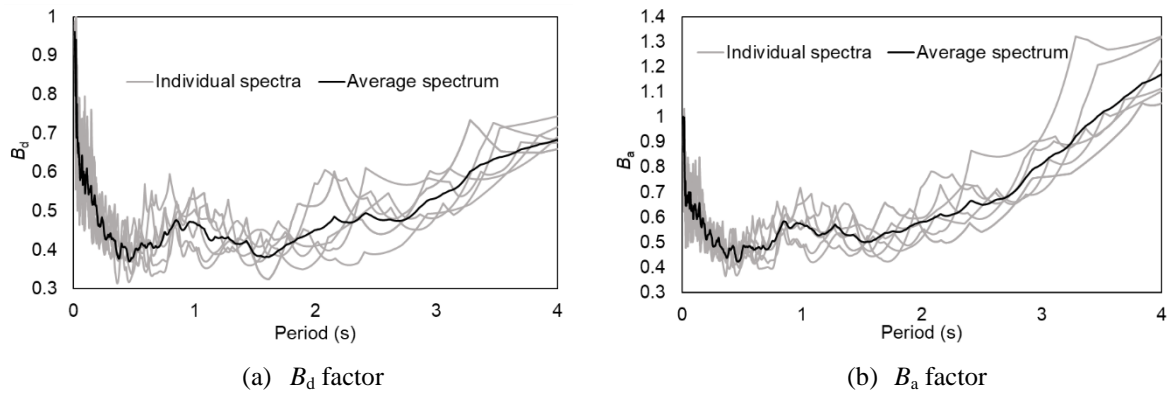 1
0.9
0.8
0.7
0.6
0.5
0.4
0.3
Bd
Individual spectra Average spectrum
0 1 2 3 4
Period (s)
(a) Bd factor
1.4
1.3
1.2
1.1
1
0.9
0.8
0.7
0.6
0.5
0.4
0.3
Ba
Individual spectra Average spectrum
0 1 2 3 4
Period (s)
(b) Ba factor